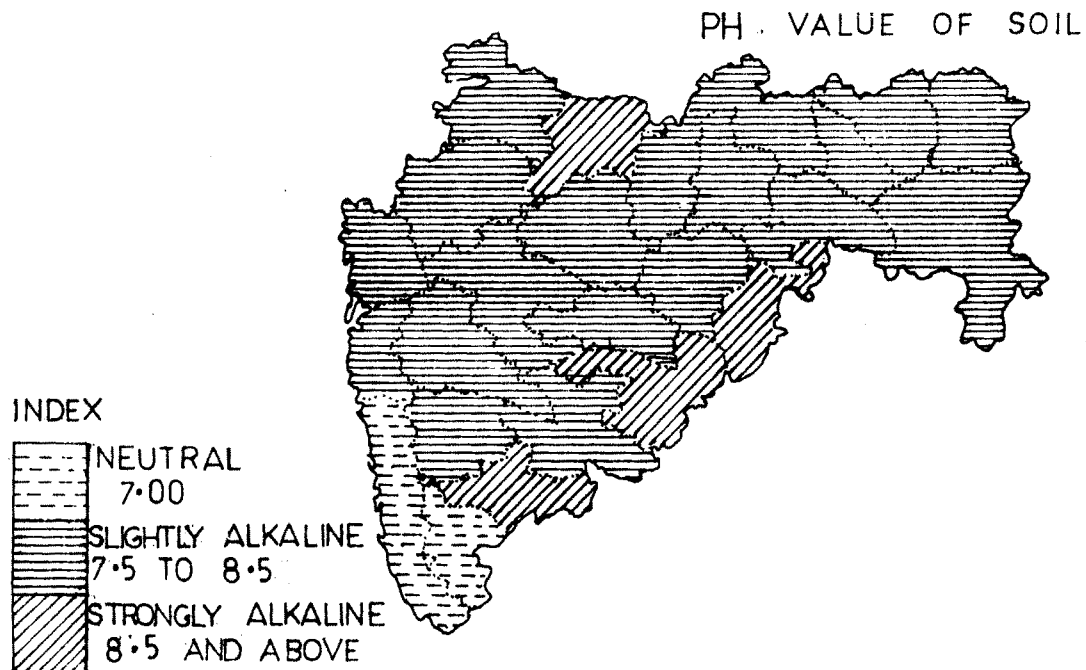 PH. VALUE OF SOIL
INDEX
NEUTRAL
7·00
SLIGHTLY ALKALINE
7·5 TO 8·5
STRONGLY ALKALINE
8·5 AND ABOVE